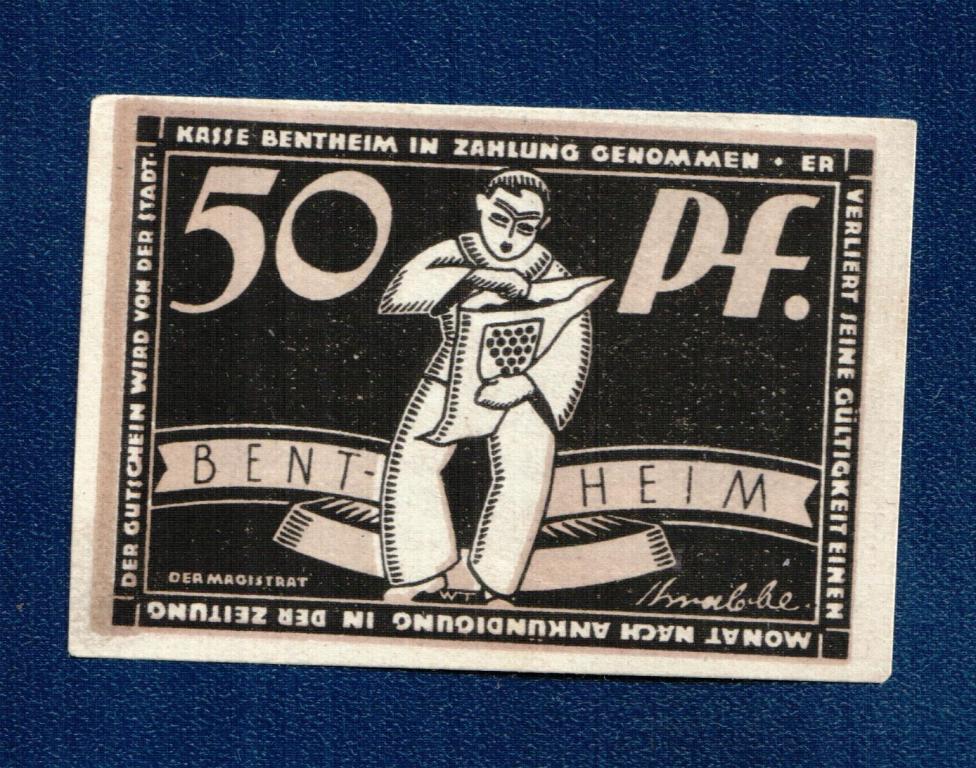 DER GUTSCHEIN WIRD VON DER STADT-
KASSE BENTHEIM IN ZAHLUNG GENOMMEN • ER
VERLIERT SEINE GÜLTIGKEIT EINEN
MONAT NACH ANKÜNDIGUNG IN DER ZEITUNG
50 Pf.
BENT-HEIM
DER MAGISTRAT
WT